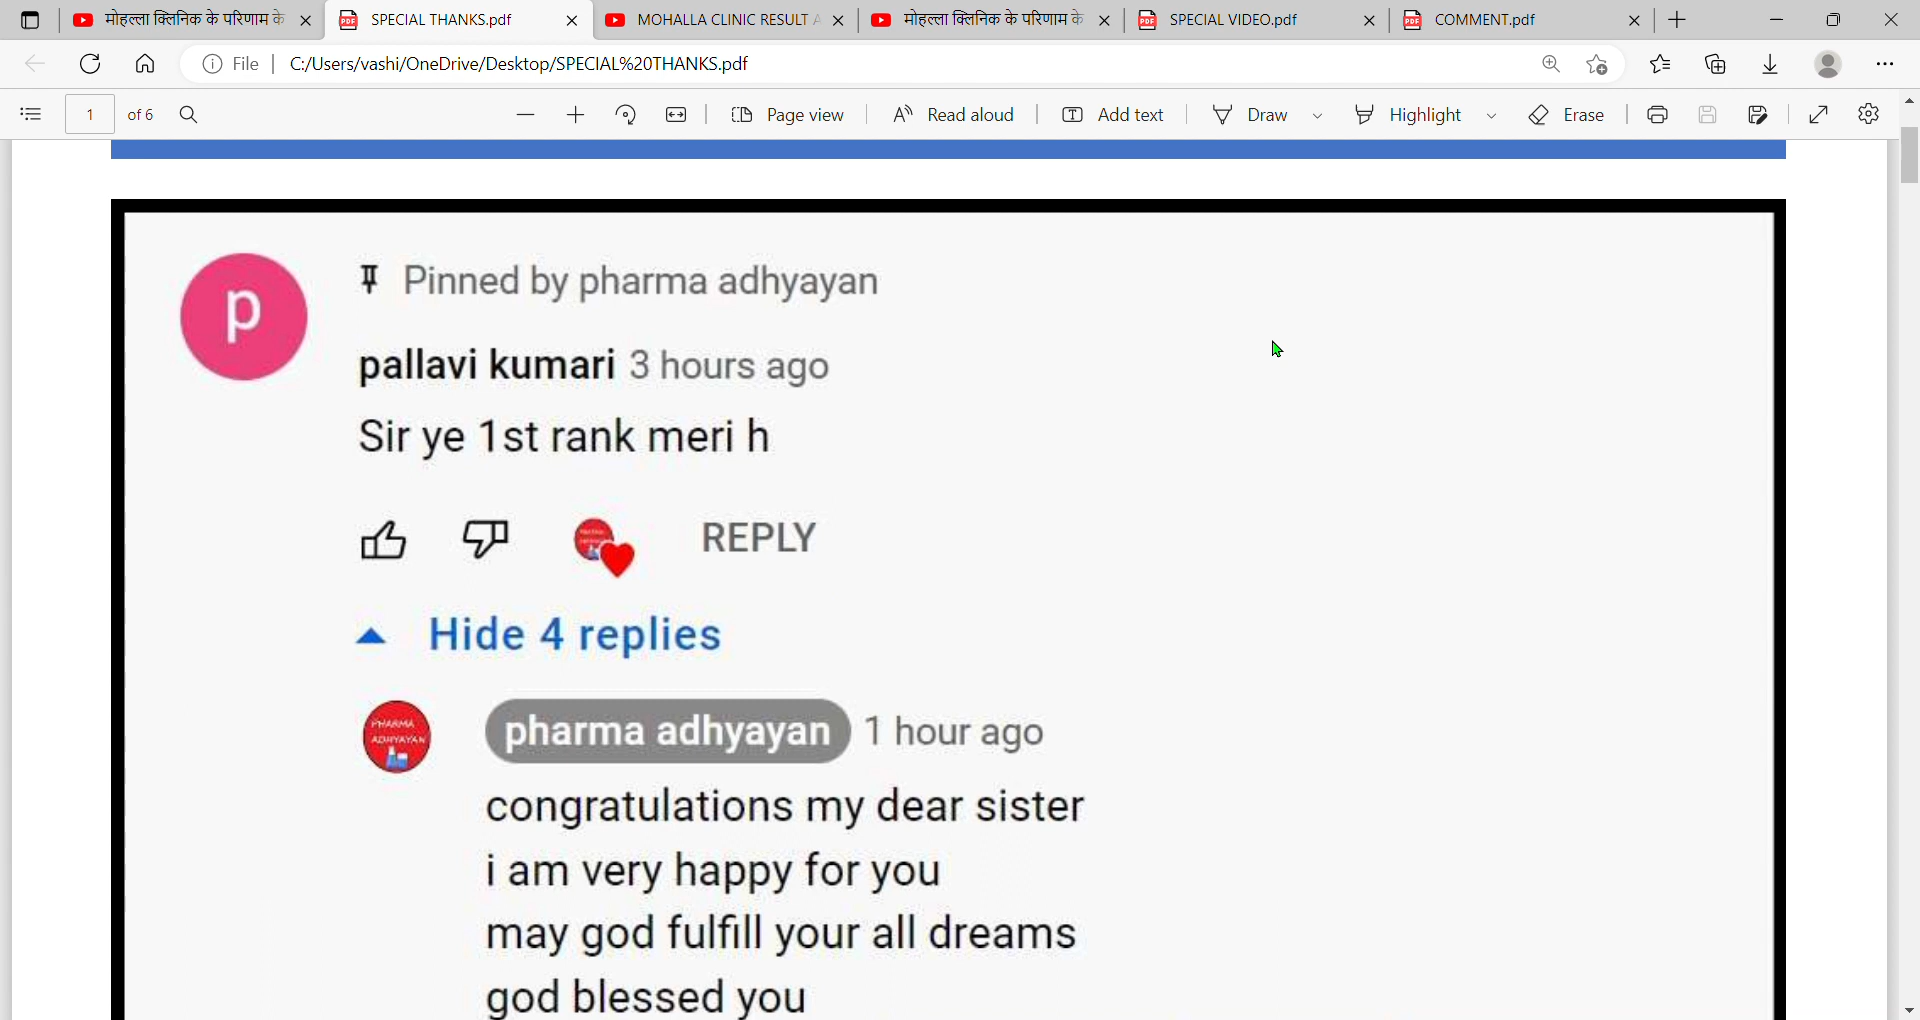 मोहल्ला क्लिनिक के परिणाम के
SPECIAL THANKS.pdf
MOHALLA CLINIC RESULT
मोहल्ला क्लिनिक के परिणाम के
SPECIAL VIDEO.pdf
COMMENT.pdf
File
C:/Users/vashi/OneDrive/Desktop/SPECIAL%20THANKS.pdf
1
of 6
Page view
Read aloud
Add text
Draw
Highlight
Erase
p
Pinned by pharma adhyayan
pallavi kumari 3 hours ago
Sir ye 1st rank meri h
REPLY
Hide 4 replies
PHARMA
ADHYAYAN
pharma adhyayan 1 hour ago
congratulations my dear sister
i am very happy for you
may god fulfill your all dreams
god blessed you